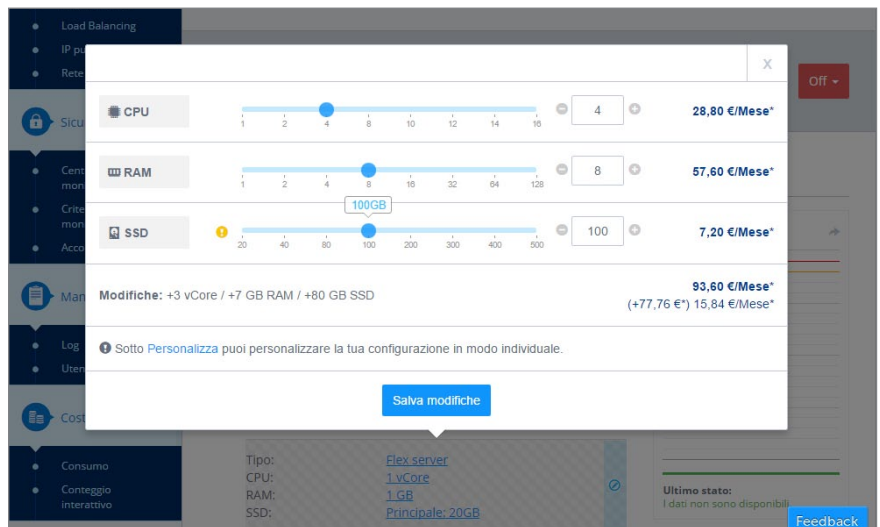 Load Balancing
IP pu
Rete
X
Off
CPU
1 2 4 8 10 12 14 16
4
28,80 €/Mese*
Sicu
RAM
1 2 4 8 16 32 64 128
8
57,60 €/Mese*
Cent
mon
Crite
mon
Acco
100GB
SSD
20 40 80 100 200 300 400 500
100
7,20 €/Mese*
Man
Modifiche: +3 vCore / +7 GB RAM / +80 GB SSD
93,60 €/Mese*
(+77,76 €*) 15,84 €/Mese*
Log
Uten
Sotto Personalizza puoi personalizzare la tua configurazione in modo individuale.
Salva modifiche
Cost
Consumo
Conteggio
interattivo
Tipo: Flex server
CPU: 1 vCore
RAM: 1 GB
SSD: Principale: 20GB
Ultimo stato:
I dati non sono disponibili
Feedback